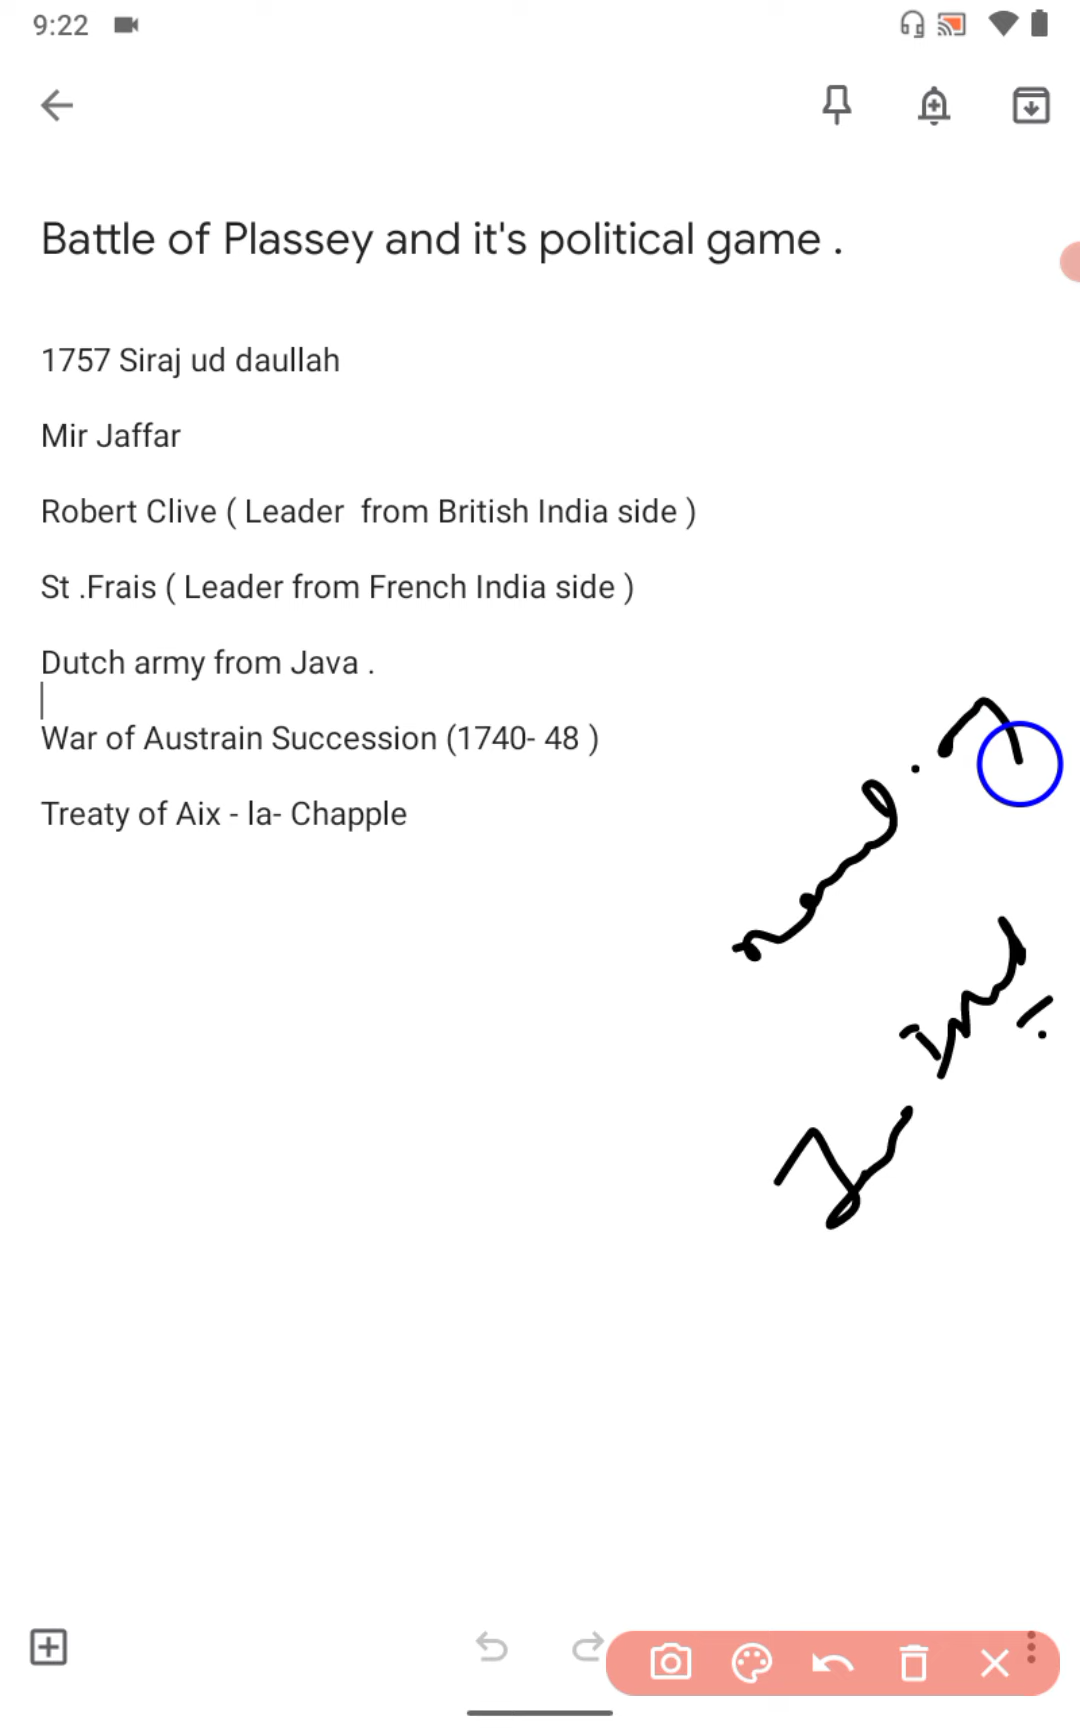 9:22
Battle of Plassey and it's political game .
1757 Siraj ud daullah
Mir Jaffar
Robert Clive ( Leader  from British India side )
St .Frais ( Leader from French India side )
Dutch army from Java .
War of Austrain Succession (1740- 48 )
Treaty of Aix - la- Chapple